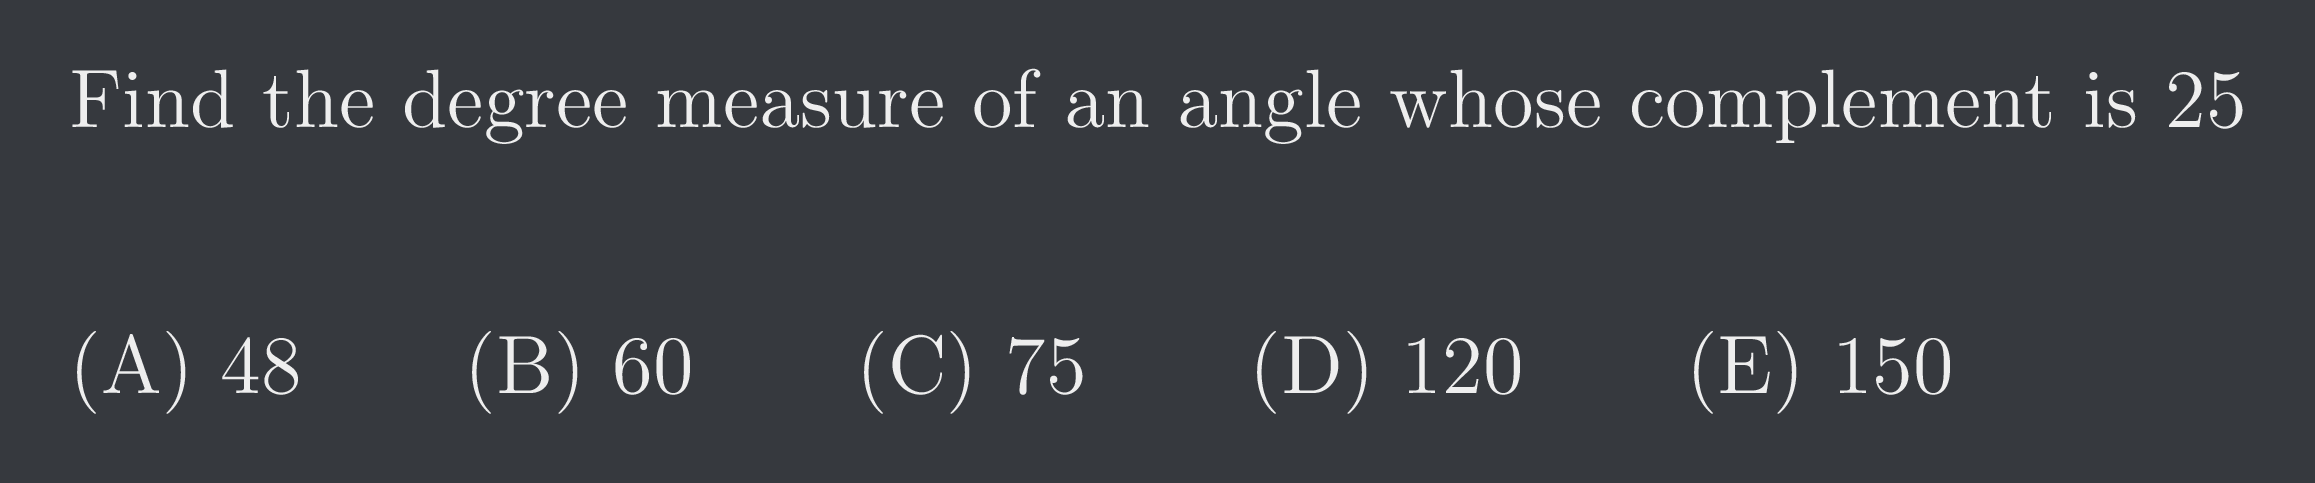 Find the degree measure of an angle whose complement is 25
(A) 48 (B) 60 (C) 75 (D) 120 (E) 150